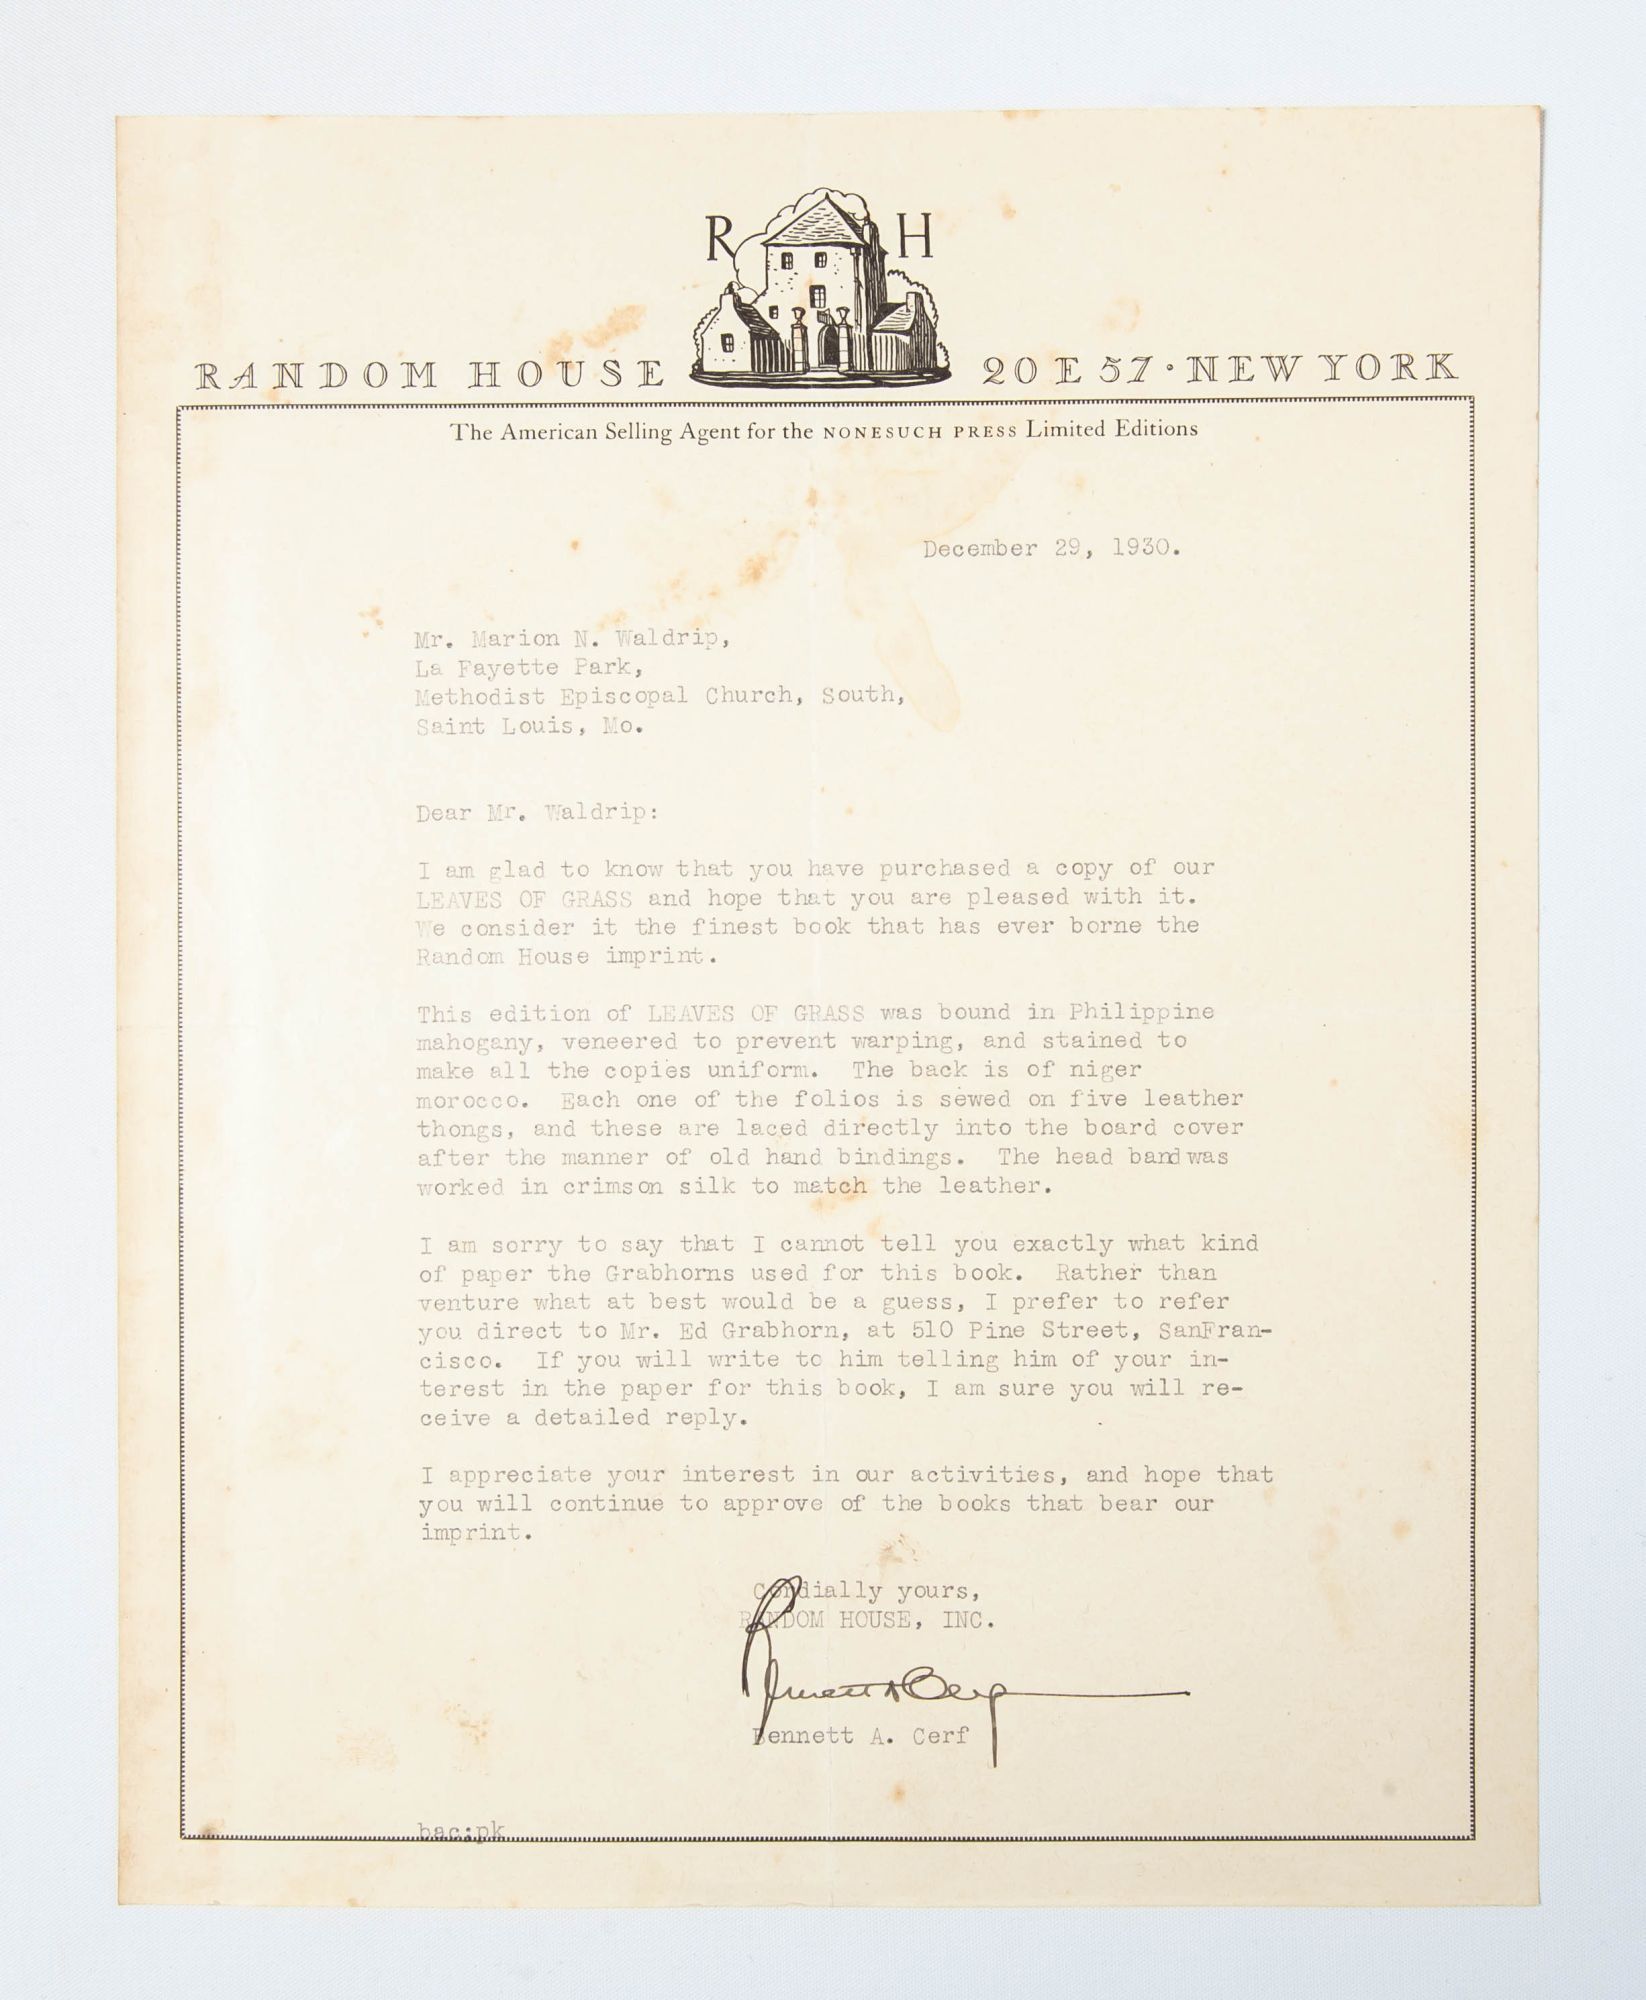 R H
RANDOM HOUSE 20 E 57 · NEW YORK
The American Selling Agent for the NONESUCH PRESS Limited Editions
December 29, 1930.
Mr. Marion N. Waldrip,
La Fayette Park,
Methodist Episcopal Church, South,
Saint Louis, Mo.
Dear Mr. Waldrip:
I am glad to know that you have purchased a copy of our
LEAVES OF GRASS and hope that you are pleased with it.
We consider it the finest book that has ever borne the
Random House imprint.
This edition of LEAVES OF GRASS was bound in Philippine
mahogany, veneered to prevent warping, and stained to
make all the copies uniform. The back is of niger
morocco. Each one of the folios is sewed on five leather
thongs, and these are laced directly into the board cover
after the manner of old hand bindings. The head band was
worked in crimson silk to match the leather.
I am sorry to say that I cannot tell you exactly what kind
of paper the Grabhorns used for this book. Rather than
venture what at best would be a guess, I prefer to refer
you direct to Mr. Ed Grabhorn, at 510 Pine Street, SanFran-
cisco. If you will write to him telling him of your in-
terest in the paper for this book, I am sure you will re-
ceive a detailed reply.
I appreciate your interest in our activities, and hope that
you will continue to approve of the books that bear our
imprint.
Cordially yours,
RANDOM HOUSE, INC.
Bennett A Cerf
Bennett A. Cerf
bac:pk